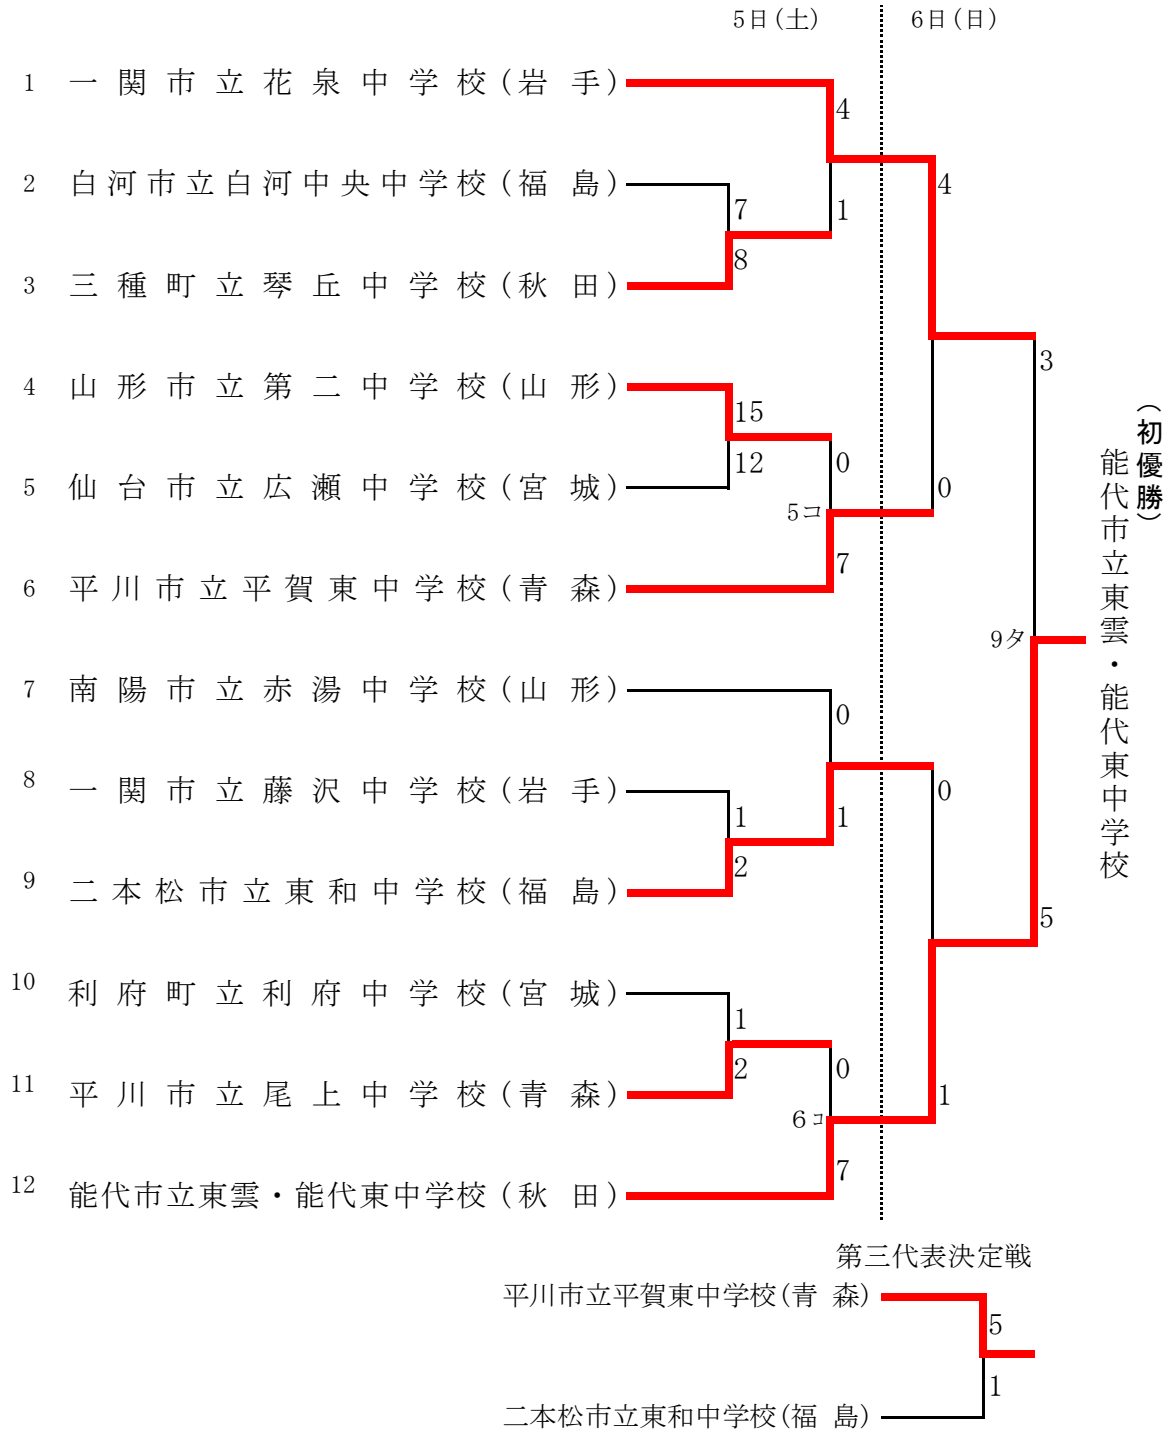 5日(土) 6日(日)
1 一関市立花泉中学校(岩手)
4
2 白河市立白河中央中学校(福島)
4
7
1
8
3 三種町立琴丘中学校(秋田)
3
4 山形市立第二中学校(山形)
15
(初優勝)
能代市立東雲・能代東中学校
12
0
5 仙台市立広瀬中学校(宮城)
0
5コ
7
6 平川市立平賀東中学校(青森)
9タ
7 南陽市立赤湯中学校(山形)
0
8 一関市立藤沢中学校(岩手)
0
1
1
2
9 二本松市立東和中学校(福島)
5
10 利府町立利府中学校(宮城)
1
2
0
11 平川市立尾上中学校(青森)
1
6コ
7
12 能代市立東雲・能代東中学校(秋田)
第三代表決定戦
平川市立平賀東中学校(青森)
5
1
二本松市立東和中学校(福島)